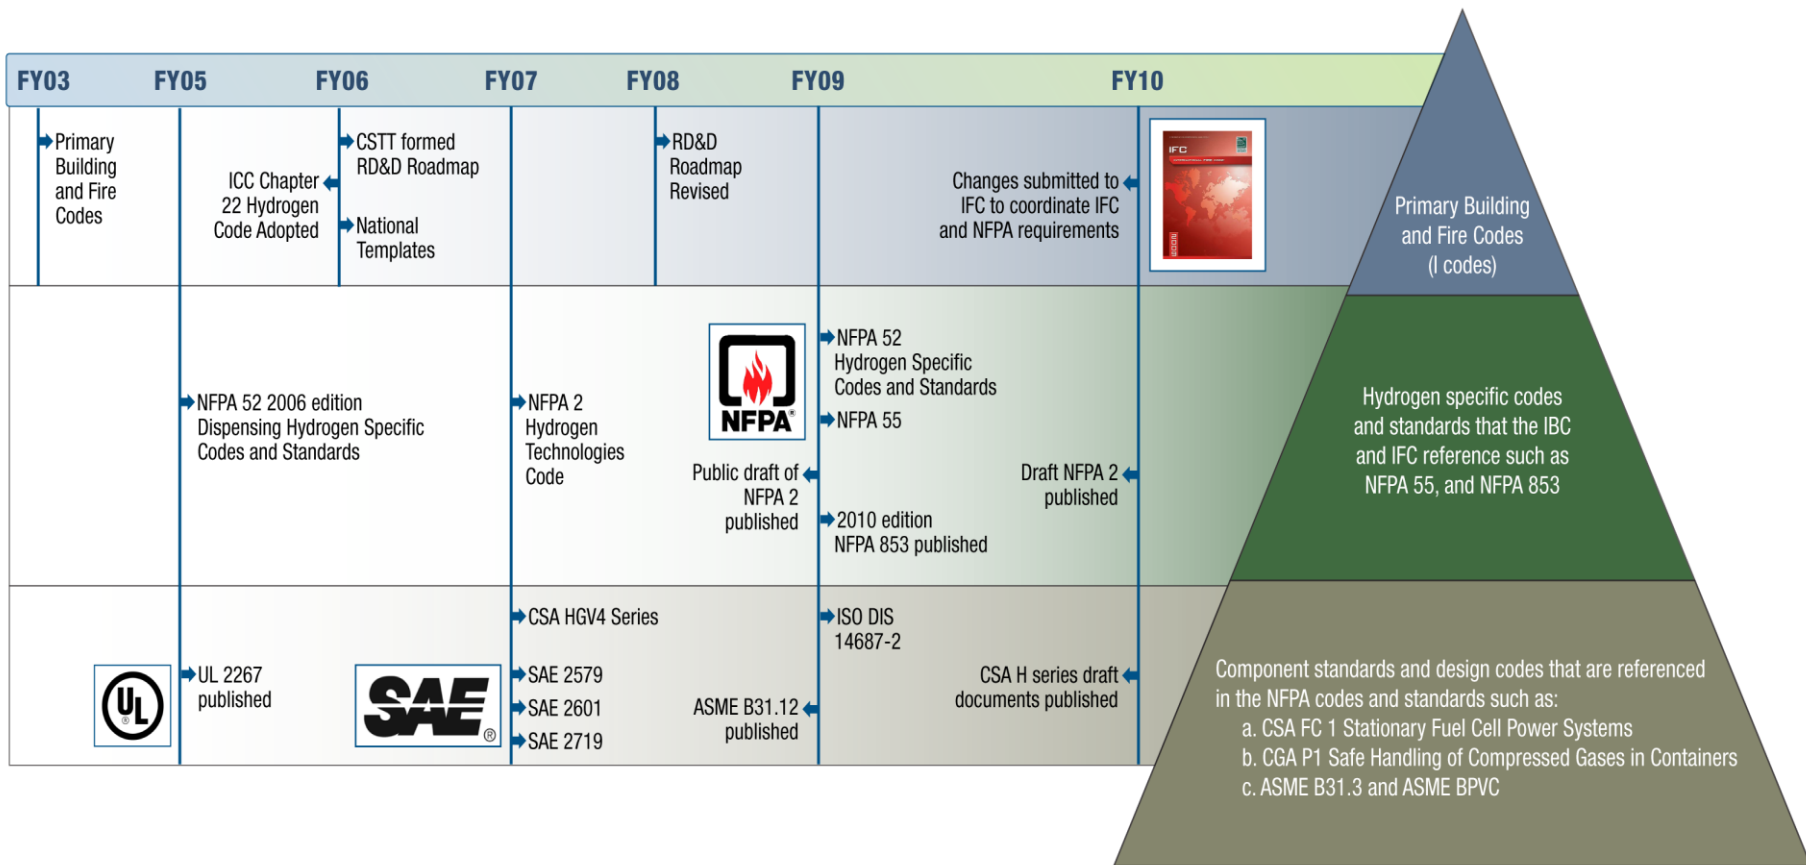 FY03
FY05
FY06
FY07
FY08
FY09
FY10
Primary
Building
and Fire
Codes
ICC Chapter
22 Hydrogen
Code Adopted
CSTT formed
RD&D Roadmap
National
Templates
RD&D
Roadmap
Revised
Changes submitted to
IFC to coordinate IFC
and NFPA requirements
IFC
Primary Building
and Fire Codes
(I codes)
NFPA 52 2006 edition
Dispensing Hydrogen Specific
Codes and Standards
NFPA 2
Hydrogen
Technologies
Code
NFPA®
Public draft of
NFPA 2
published
NFPA 52
Hydrogen Specific
Codes and Standards
NFPA 55
2010 edition
NFPA 853 published
Draft NFPA 2
published
Hydrogen specific codes
and standards that the IBC
and IFC reference such as
NFPA 55, and NFPA 853
UL®
UL 2267
published
SAE®
CSA HGV4 Series
SAE 2579
SAE 2601
SAE 2719
ASME B31.12
published
ISO DIS
14687-2
CSA H series draft
documents published
Component standards and design codes that are referenced
in the NFPA codes and standards such as:
a. CSA FC 1 Stationary Fuel Cell Power Systems
b. CGA P1 Safe Handling of Compressed Gases in Containers
c. ASME B31.3 and ASME BPVC